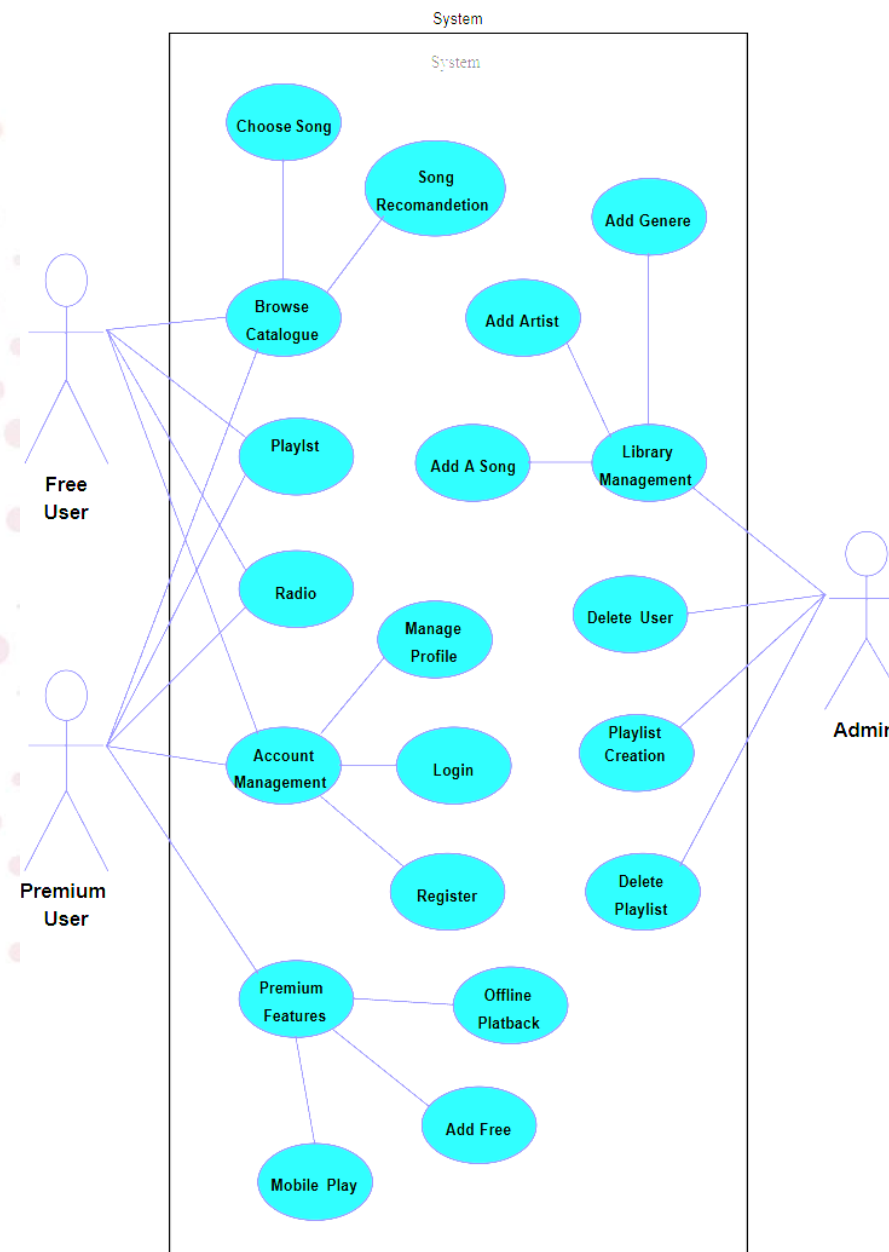 System
System
Choose Song
Song
Recomandetion
Add Genere
Browse
Catalogue
Add Artist
Playlst
Library
Management
Add A Song
Free
User
Radio
Delete User
Manage
Profile
Admin
Playlist
Creation
Account
Management
Login
Premium
User
Register
Delete
Playlist
Premium
Features
Offline
Platback
Add Free
Mobile Play